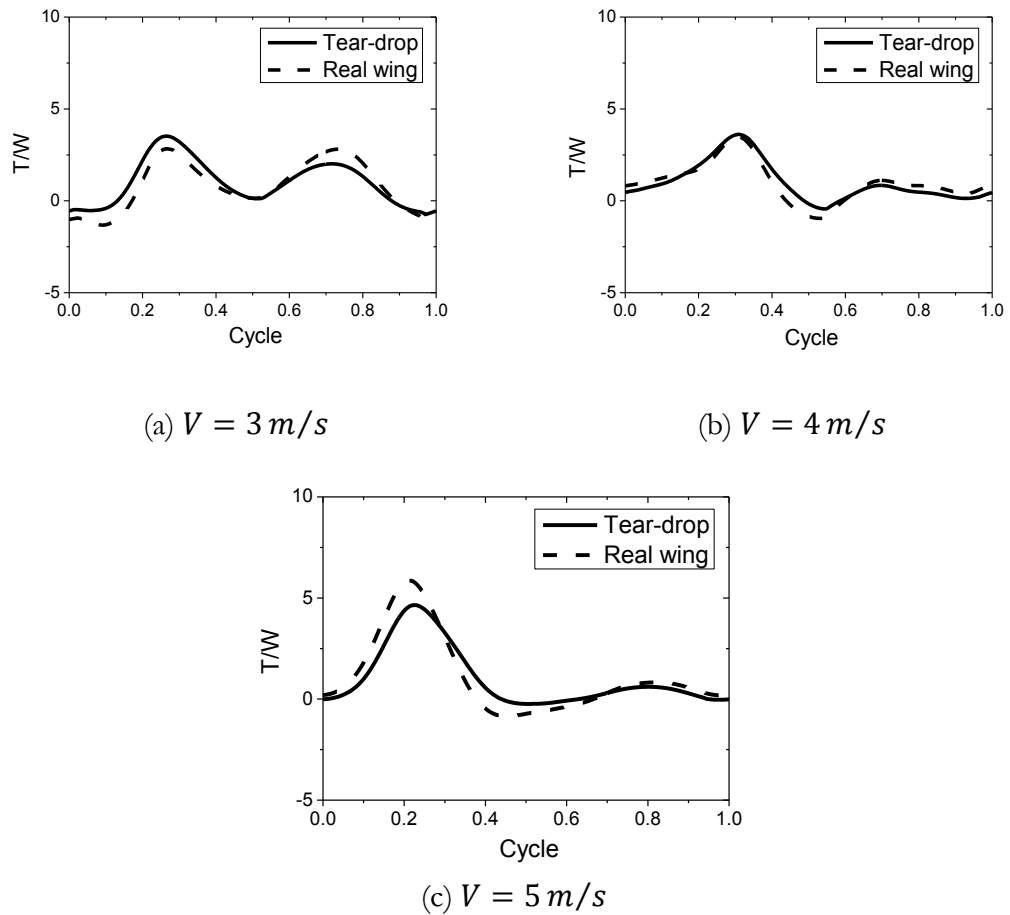 10
5
0
-5
T/W
0.0 0.2 0.4 0.6 0.8 1.0
Cycle
Tear-drop
Real wing
(a) V = 3 m/s
10
5
0
-5
T/W
0.0 0.2 0.4 0.6 0.8 1.0
Cycle
Tear-drop
Real wing
(b) V = 4 m/s
10
5
0
-5
T/W
0.0 0.2 0.4 0.6 0.8 1.0
Cycle
Tear-drop
Real wing
(c) V = 5 m/s